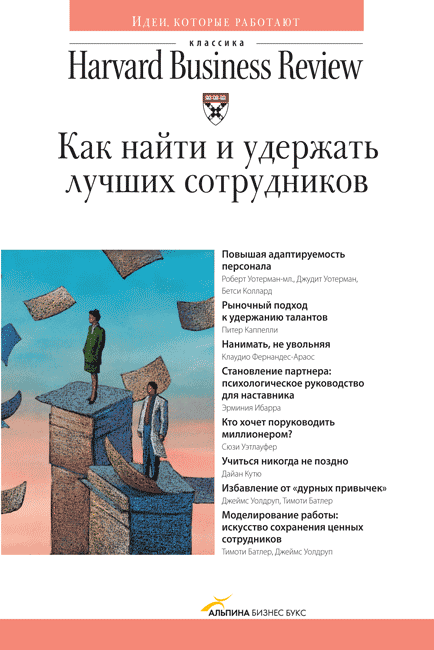 Идеи, которые работают
классика
Harvard Business Review
Как найти и удержать
лучших сотрудников
Повышая адаптируемость
персонала
Роберт Уотерман-мл., Джудит Уотерман,
Бетси Коллард
Рыночный подход
к удержанию талантов
Питер Каппелли
Нанимать, не увольняя
Клаудио Фернандес-Араос
Становление партнера:
психологическое руководство
для наставника
Эрминия Ибарра
Кто хочет поруководить
миллионером?
Сюзи Уэтлауфер
Учиться никогда не поздно
Дайан Кутю
Избавление от «дурных привычек»
Джеймс Уолдруп, Тимоти Батлер
Моделирование работы:
искусство сохранения ценных
сотрудников
Тимоти Батлер, Джеймс Уолдруп
АЛЬПИНА БИЗНЕС БУКС